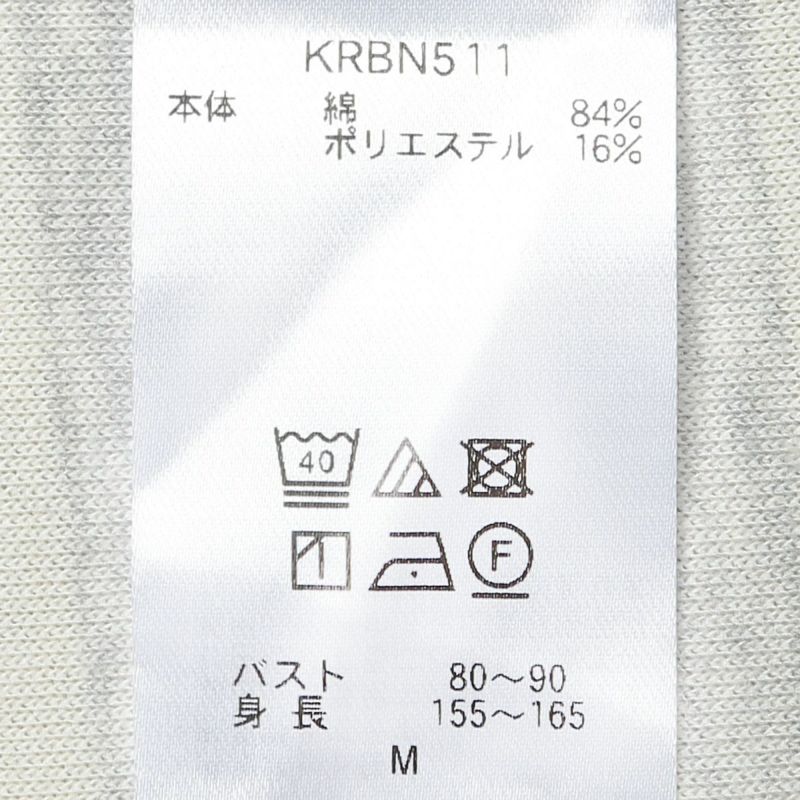 KRBN511
本体 綿 84%
ポリエステル 16%
40
F
バスト 80～90
身長 155～165
M